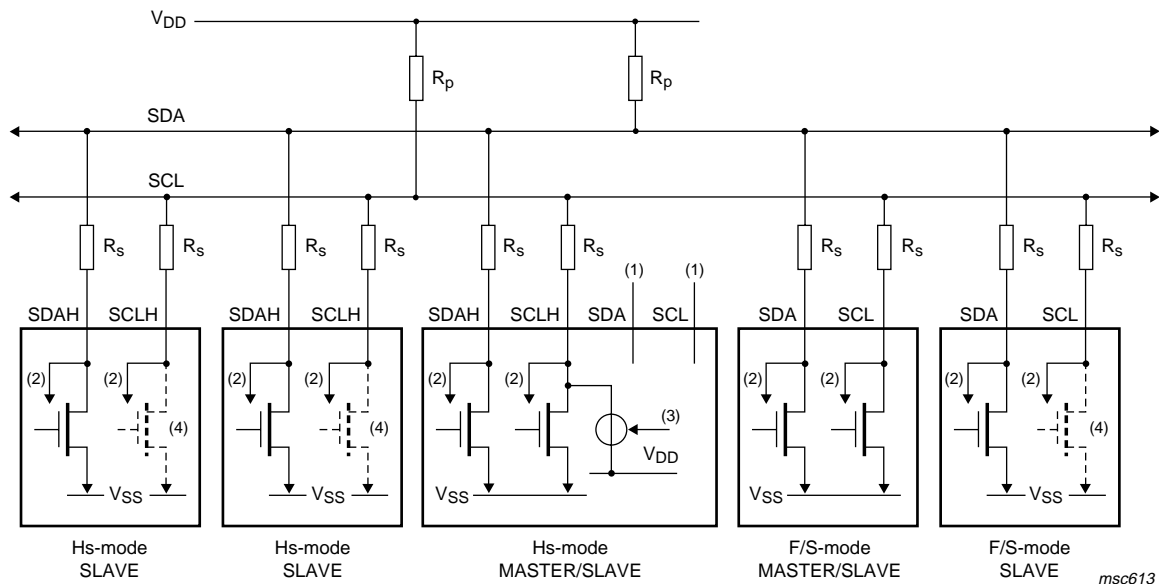 VDD
Rp Rp
SDA
SCL
Rs Rs Rs Rs Rs Rs Rs Rs Rs Rs
(1) (1)
SDAH SCLH SDAH SCLH SDAH SCLH SDA SCL SDA SCL SDA SCL
(2) (2) (2) (2) (2) (2) (2) (2) (2) (2)
(4) (4) (3) (4)
VDD
VSS VSS VSS VSS VSS
Hs-mode Hs-mode Hs-mode F/S-mode F/S-mode
SLAVE SLAVE MASTER/SLAVE MASTER/SLAVE SLAVE
msc613